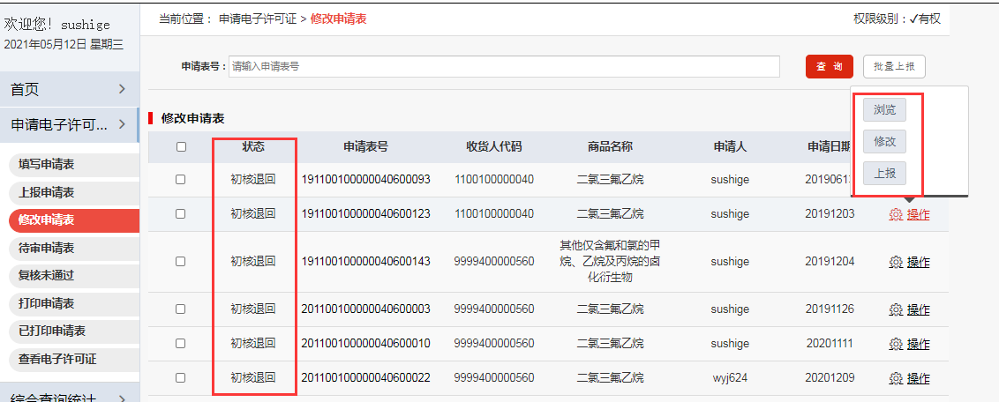 欢迎您！sushige
2021年05月12日 星期三
首页
申请电子许可...
填写申请表
上报申请表
修改申请表
待审申请表
复核未通过
打印申请表
已打印申请表
查看电子许可证
综合查询统计
当前位置： 申请电子许可证 > 修改申请表
权限级别：✓有权
申请表号：
请输入申请表号
查 询
批量上报
浏览
修改
上报
修改申请表
状态 申请表号 收货人代码 商品名称 申请人 申请日期
初核退回 191100100000040600093 1100100000040 二氯三氟乙烷 sushige 2019061
初核退回 191100100000040600123 1100100000040 二氯三氟乙烷 sushige 20191203 操作
初核退回 191100100000040600143 9999400000560 其他仅含氟和氯的甲
烷、乙烷及丙烷的卤
化衍生物 sushige 20191204 操作
初核退回 201100100000040600003 9999400000560 二氯三氟乙烷 sushige 20191126 操作
初核退回 201100100000040600010 9999400000560 二氯三氟乙烷 sushige 20201111 操作
初核退回 201100100000040600022 9999400000560 二氯三氟乙烷 wyj624 20201209 操作